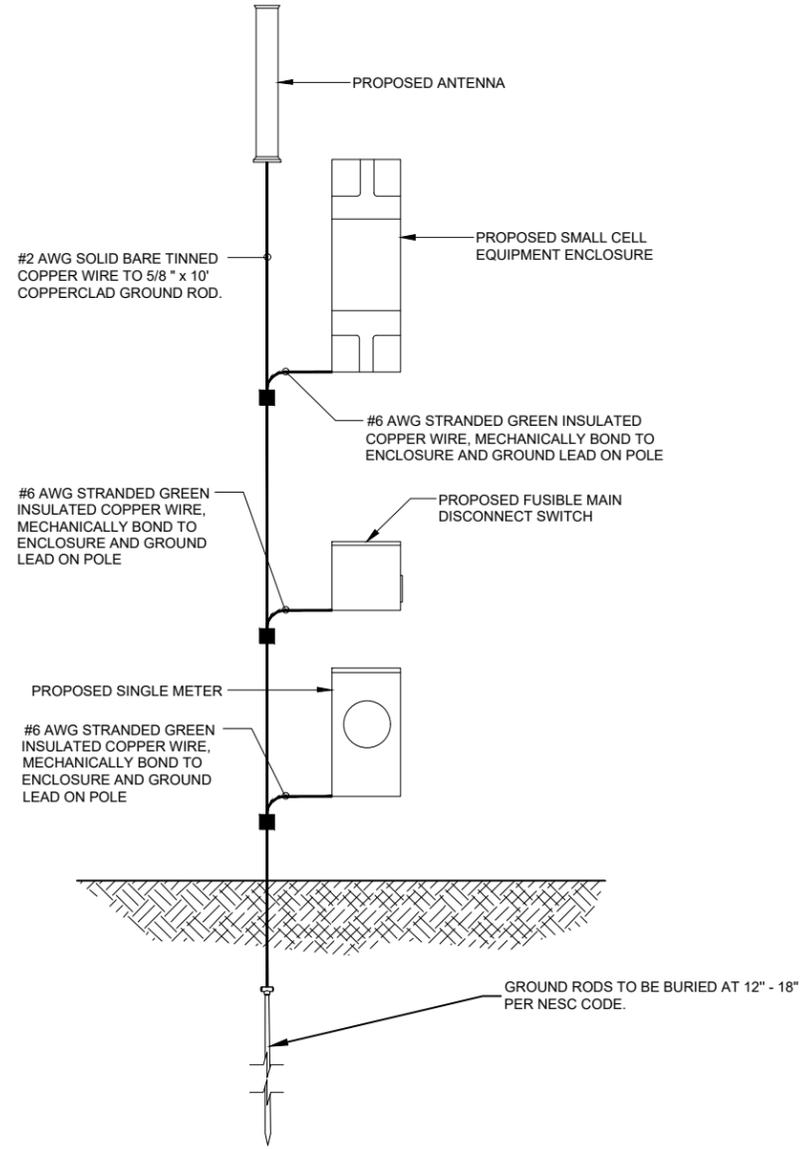 PROPOSED ANTENNA
PROPOSED SMALL CELL
EQUIPMENT ENCLOSURE
#2 AWG SOLID BARE TINNED
COPPER WIRE TO 5/8 " x 10'
COPPERCLAD GROUND ROD.
#6 AWG STRANDED GREEN INSULATED
COPPER WIRE, MECHANICALLY BOND TO
ENCLOSURE AND GROUND LEAD ON POLE
#6 AWG STRANDED GREEN
INSULATED COPPER WIRE,
MECHANICALLY BOND TO
ENCLOSURE AND GROUND
LEAD ON POLE
PROPOSED FUSIBLE MAIN
DISCONNECT SWITCH
PROPOSED SINGLE METER
#6 AWG STRANDED GREEN
INSULATED COPPER WIRE,
MECHANICALLY BOND TO
ENCLOSURE AND GROUND
LEAD ON POLE
GROUND RODS TO BE BURIED AT 12" - 18"
PER NESC CODE.